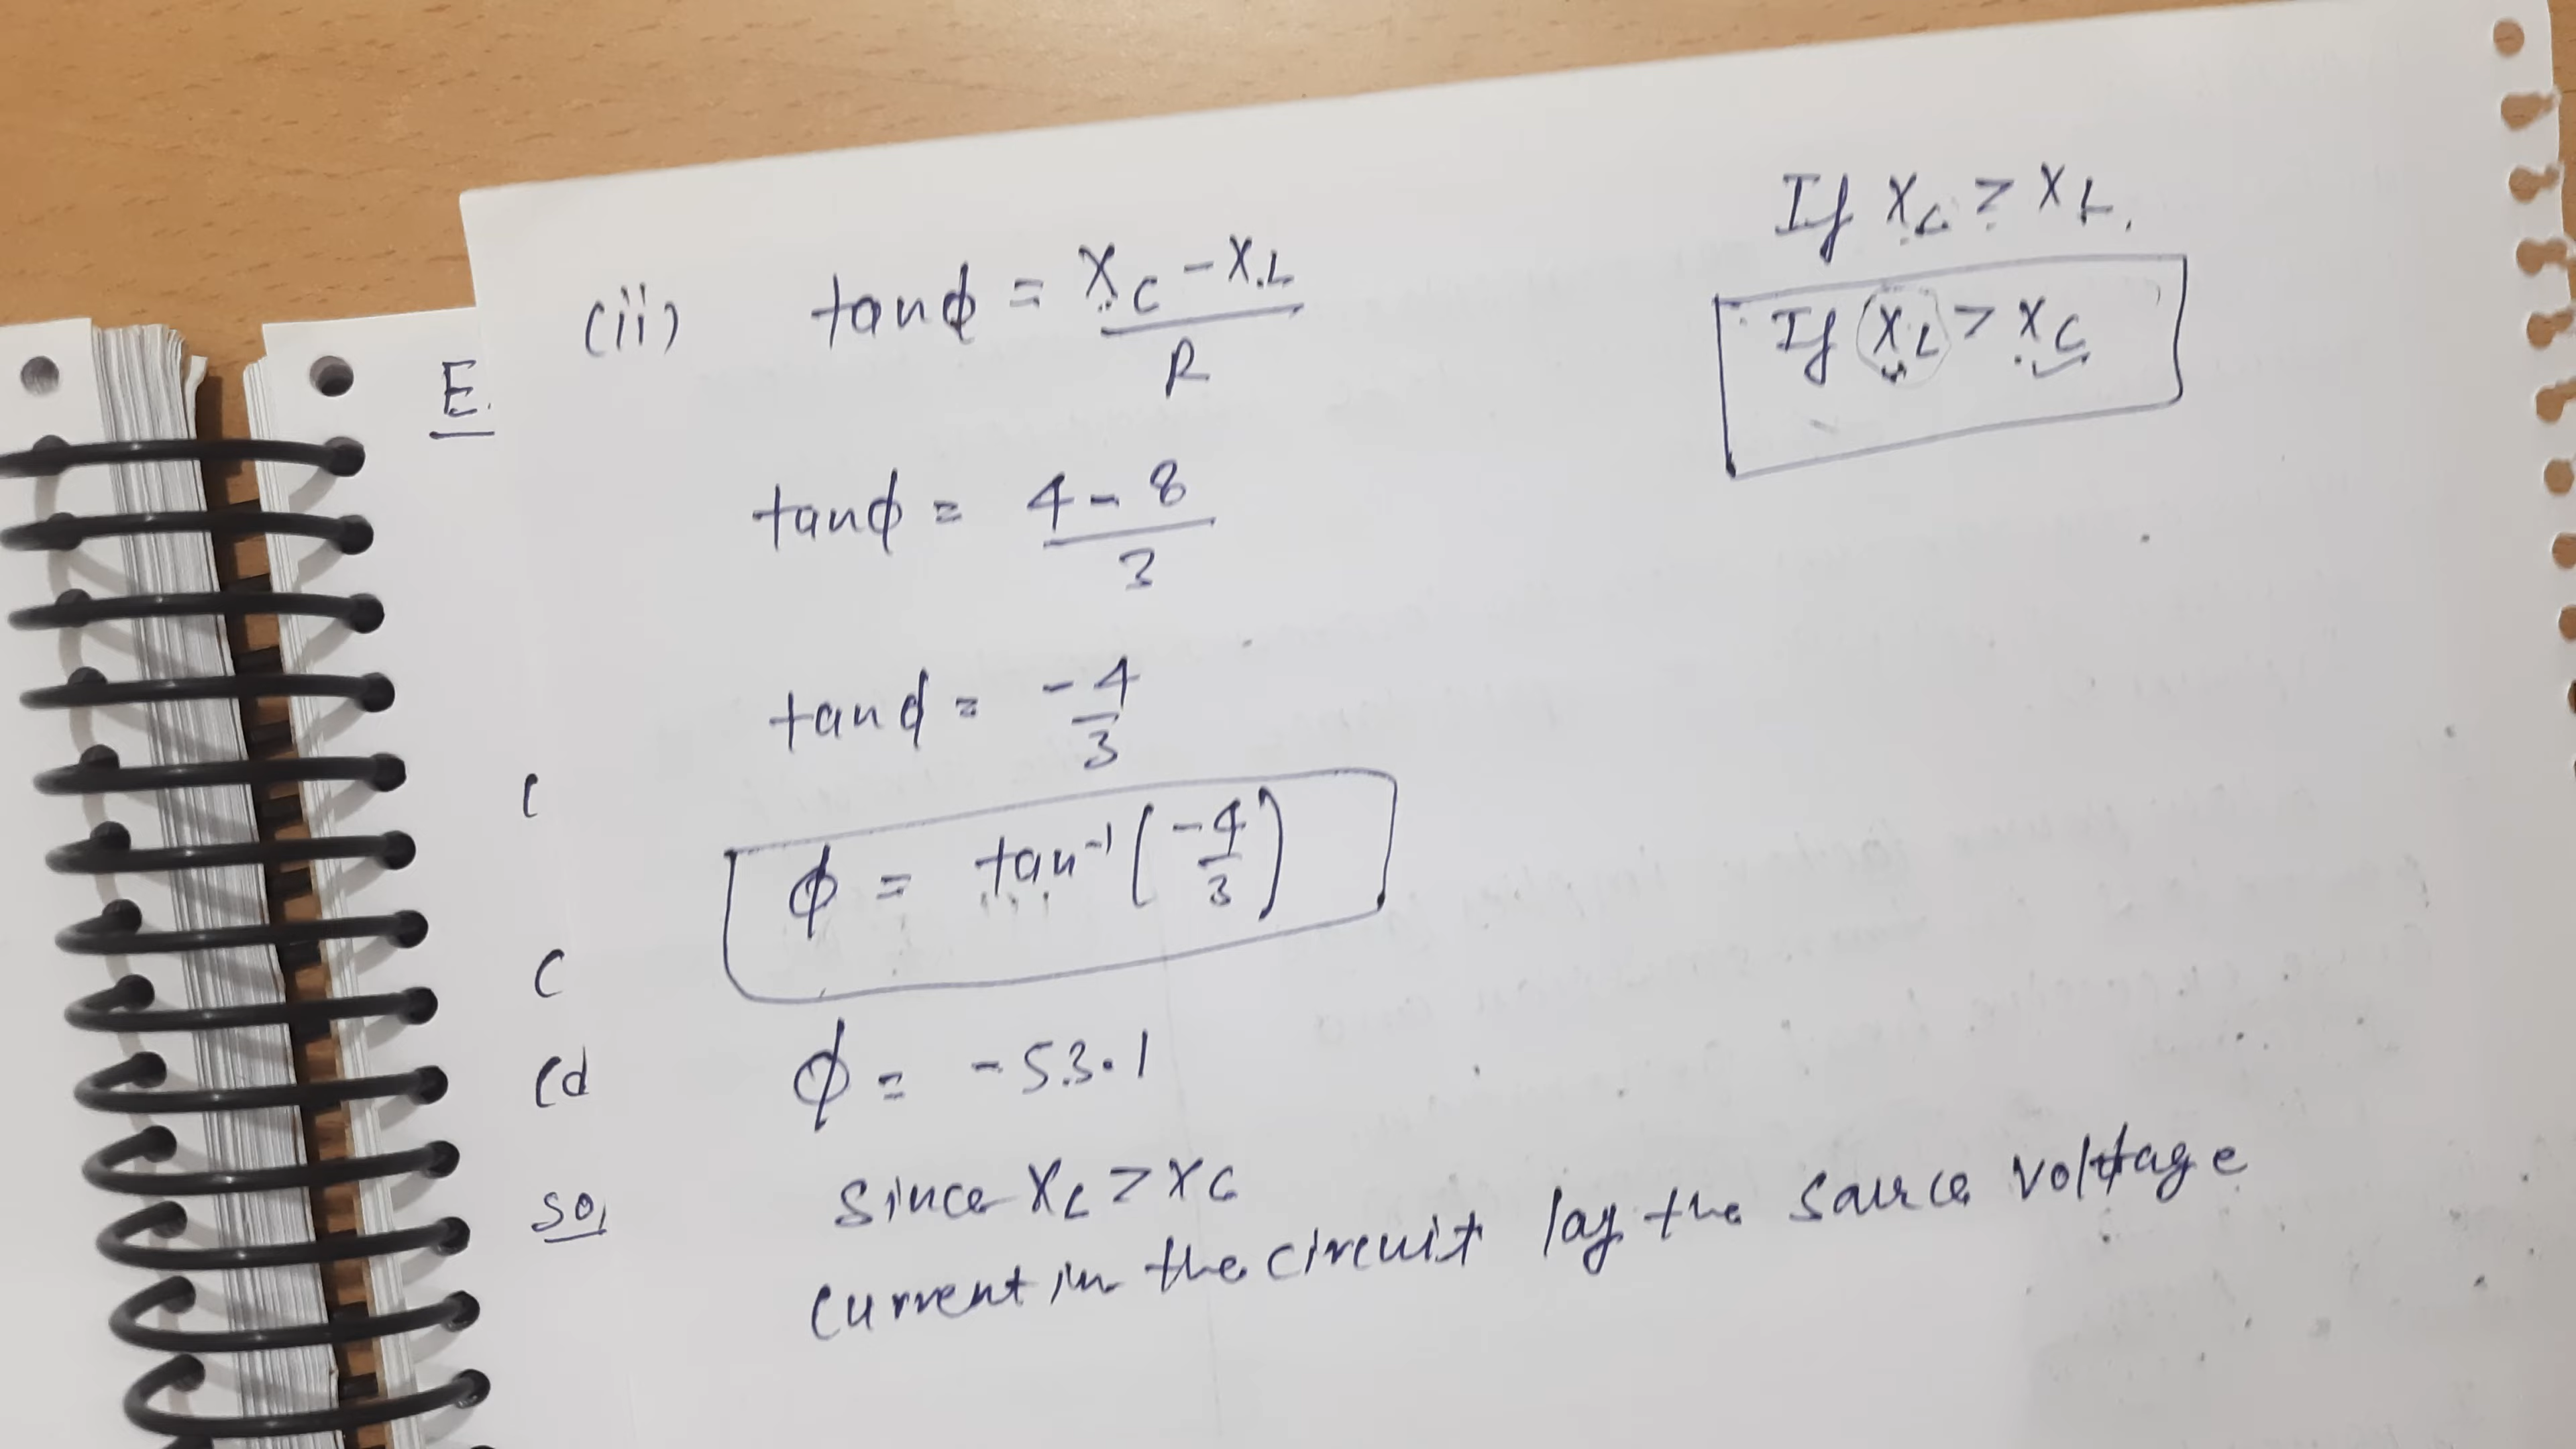 If Xc > XL.
(ii) tanϕ = Xc - XL / R
If XL > Xc
E.
tanϕ = 4 - 8 / 3
tanϕ = -4/3
(
ϕ = tan⁻¹(-4/3)
C
(d
ϕ = -53.1
so,
Since XL > Xc
Current in the circuit lag the source voltage